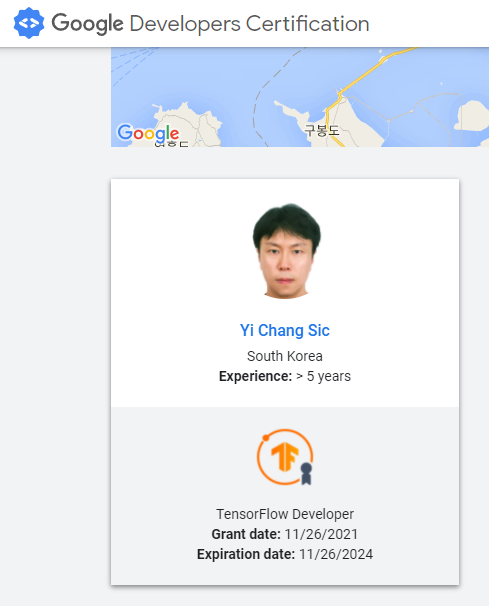 Google Developers Certification
Google
구봉도
Yi Chang Sic
South Korea
Experience: > 5 years
TensorFlow Developer
Grant date: 11/26/2021
Expiration date: 11/26/2024